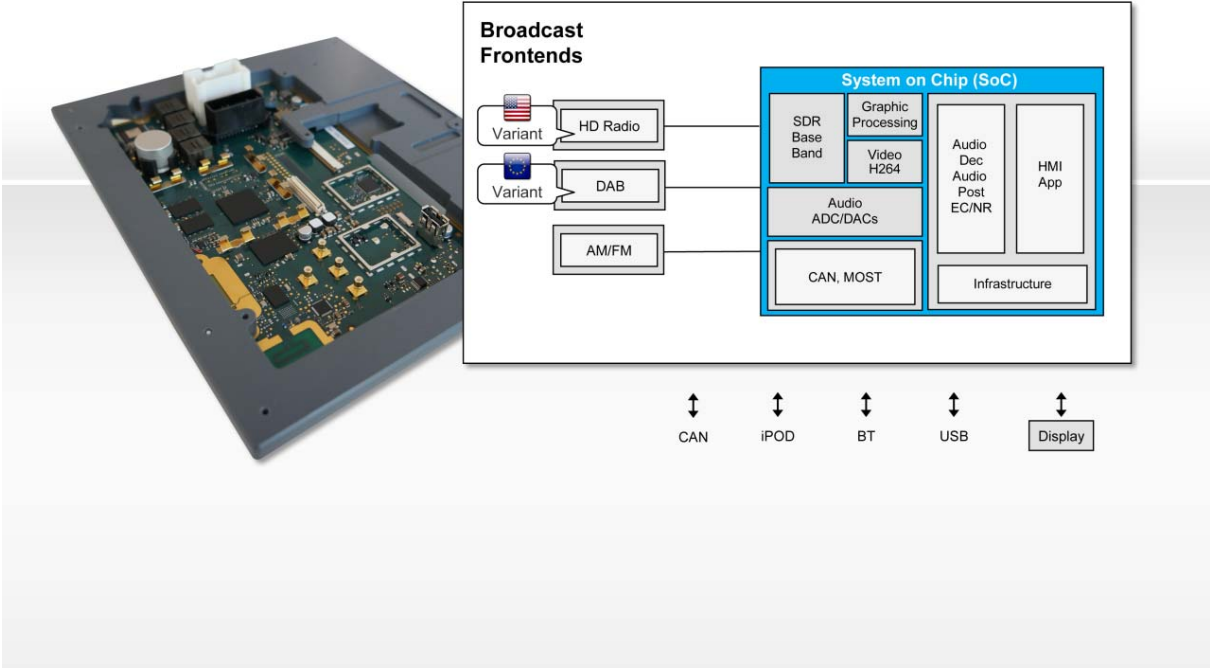 Broadcast
Frontends
System on Chip (SoC)
Variant
HD Radio
Variant
DAB
AM/FM
SDR
Base
Band
Graphic
Processing
Video
H264
Audio
ADC/DACs
CAN, MOST
Audio
Dec
Audio
Post
EC/NR
HMI
App
Infrastructure
CAN
iPOD
BT
USB
Display